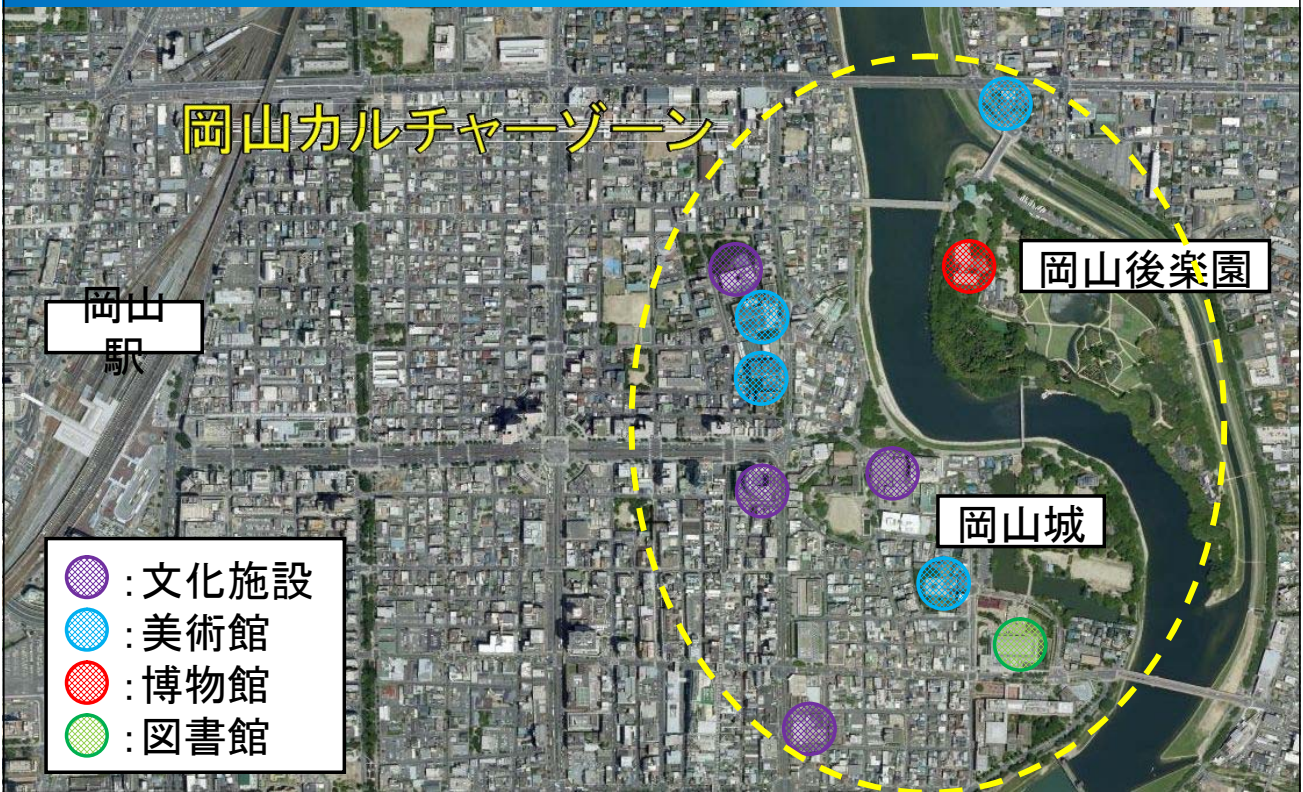 岡山カルチャーゾーン
岡山後楽園
岡山
駅
岡山城
:文化施設
:美術館
:博物館
:図書館